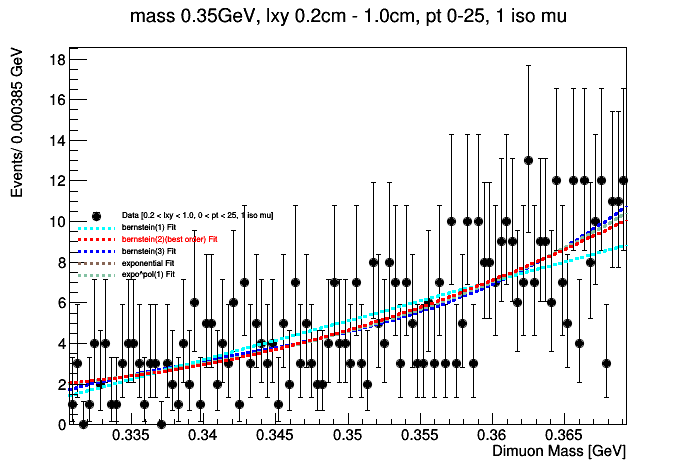 mass 0.35GeV, lxy 0.2cm - 1.0cm, pt 0-25, 1 iso mu
Events/ 0.000385 GeV
18
16
14
12
10
8
6
4
2
0
Data [0.2 < lxy < 1.0, 0 < pt < 25, 1 iso mu]
bernstein(1) Fit
bernstein(2)(best order) Fit
bernstein(3) Fit
exponential Fit
expo*pol(1) Fit
0.335 0.34 0.345 0.35 0.355 0.36 0.365
Dimuon Mass [GeV]